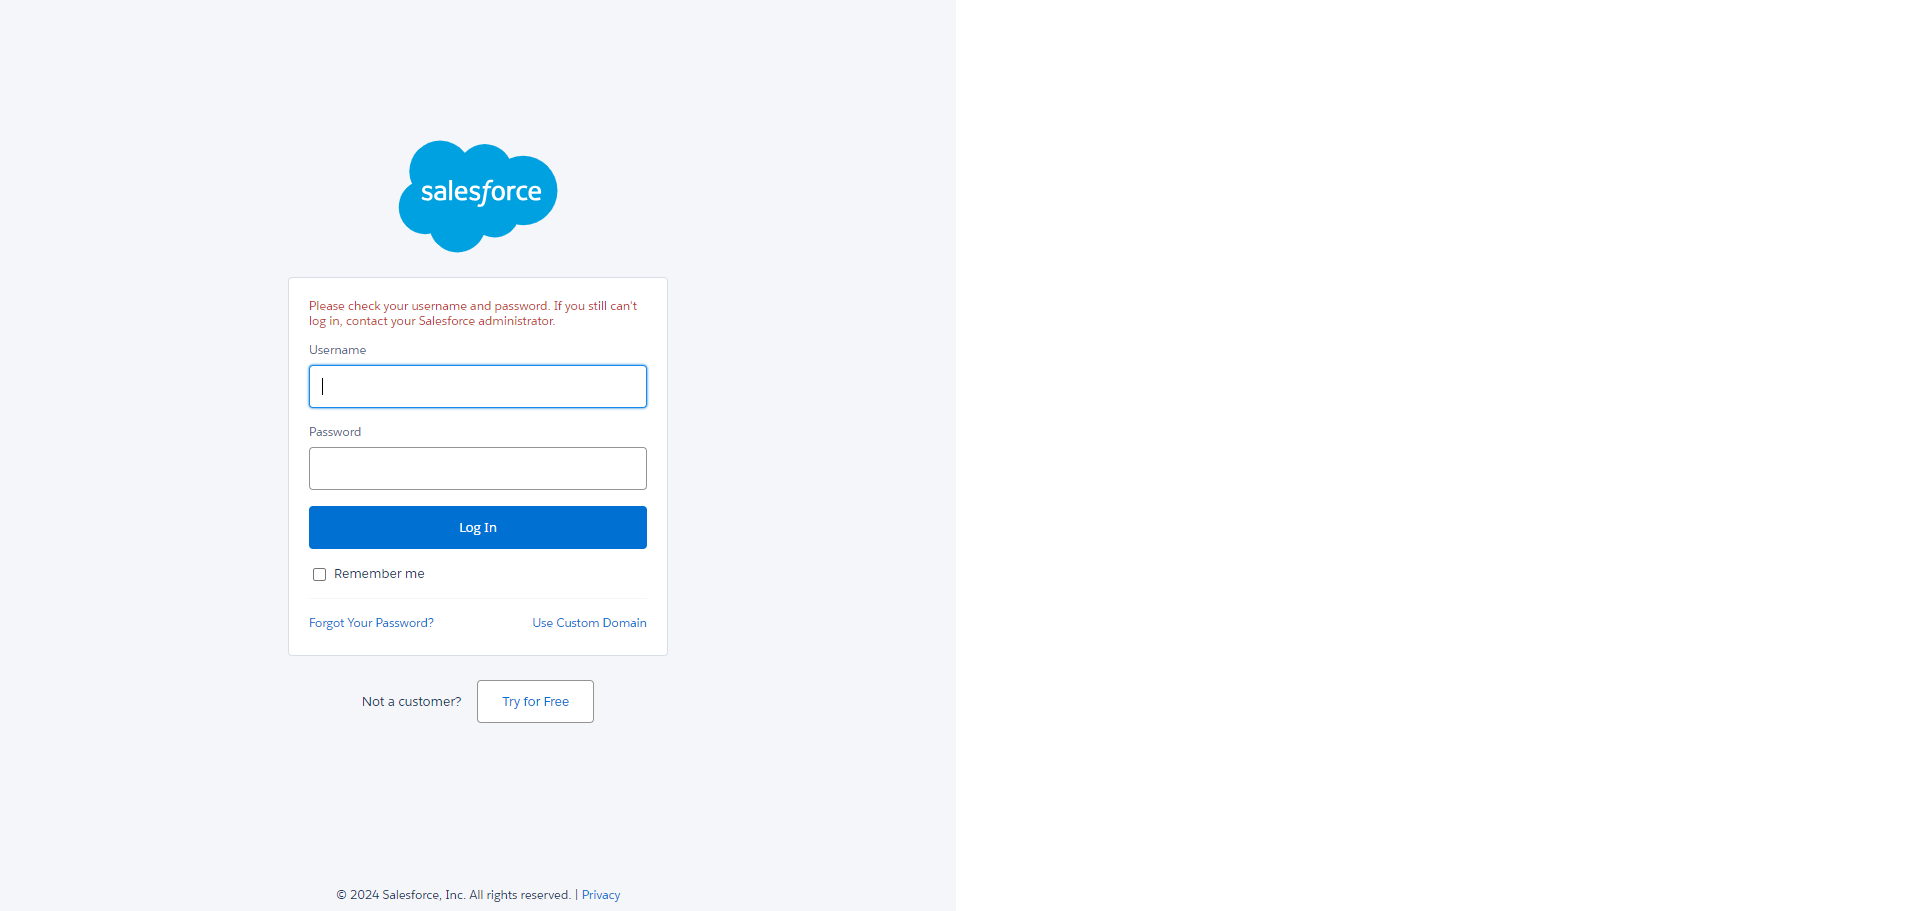 salesforce
Please check your username and password. If you still can't
log in, contact your Salesforce administrator.
Username
Password
Log In
Remember me
Forgot Your Password?
Use Custom Domain
Not a customer?
Try for Free
© 2024 Salesforce, Inc. All rights reserved. | Privacy